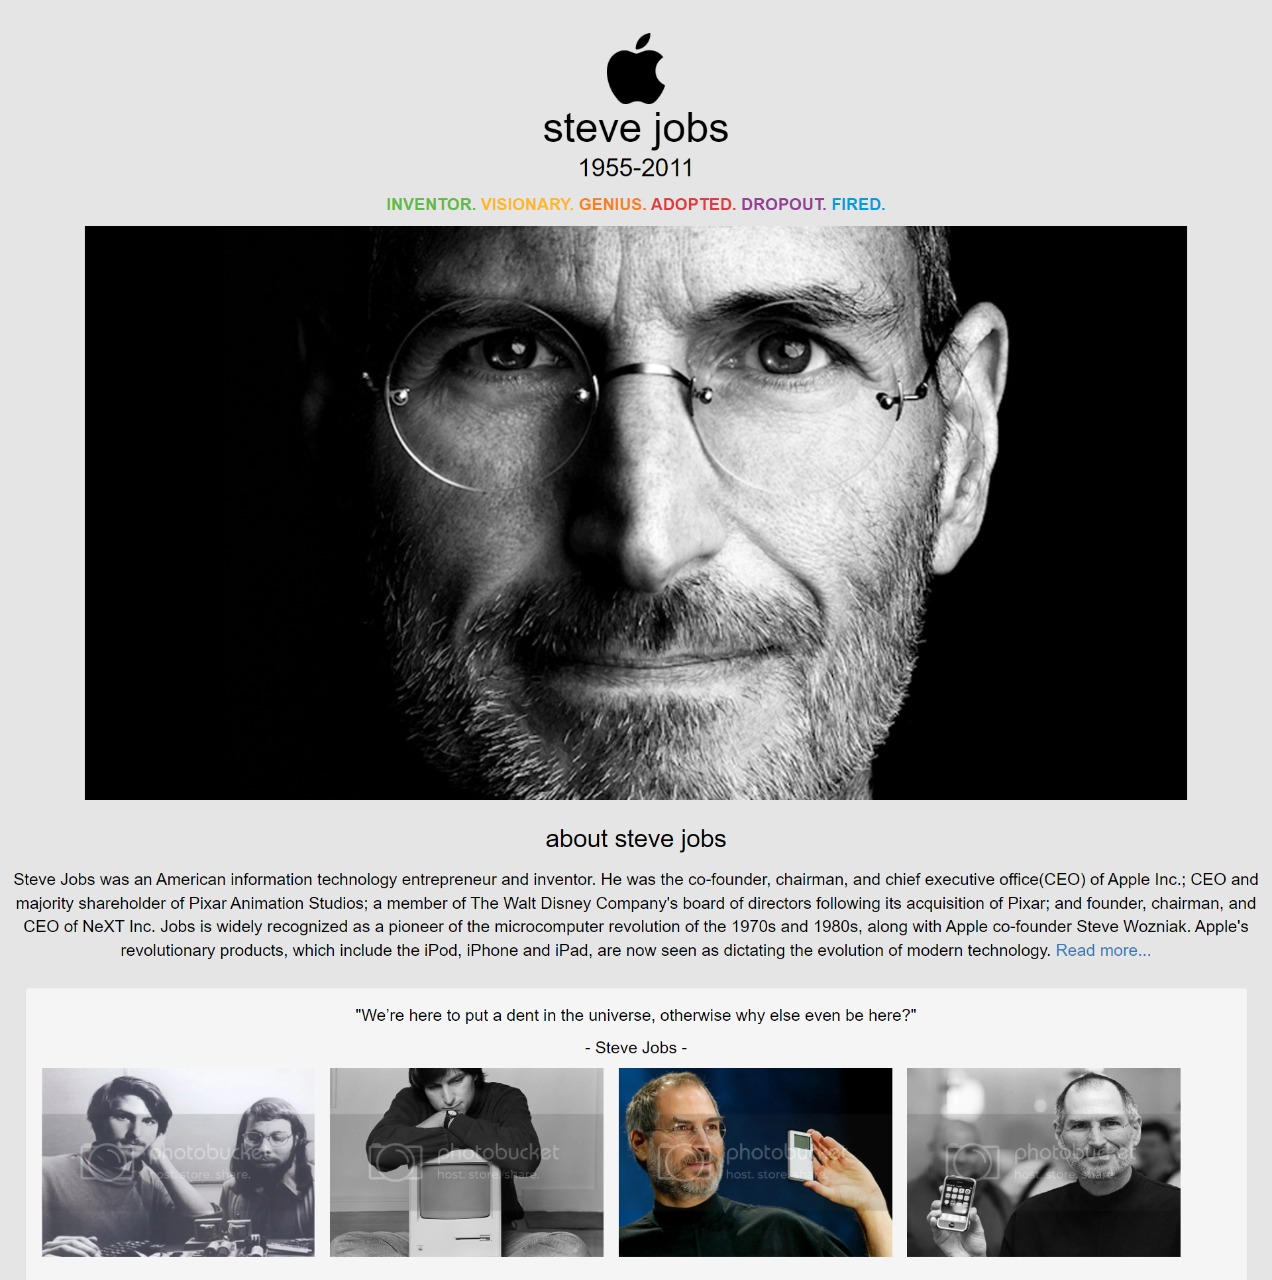 steve jobs
1955-2011
INVENTOR. VISIONARY. GENIUS. ADOPTED. DROPOUT. FIRED.
about steve jobs
Steve Jobs was an American information technology entrepreneur and inventor. He was the co-founder, chairman, and chief executive office(CEO) of Apple Inc.; CEO and
majority shareholder of Pixar Animation Studios; a member of The Walt Disney Company's board of directors following its acquisition of Pixar; and founder, chairman, and
CEO of NeXT Inc. Jobs is widely recognized as a pioneer of the microcomputer revolution of the 1970s and 1980s, along with Apple co-founder Steve Wozniak. Apple's
revolutionary products, which include the iPod, iPhone and iPad, are now seen as dictating the evolution of modern technology. Read more...
"We’re here to put a dent in the universe, otherwise why else even be here?"
- Steve Jobs -
photobucket photobucket photobucket photobucket
host. store. share. host. store. share. host. store. share. host. store. share.